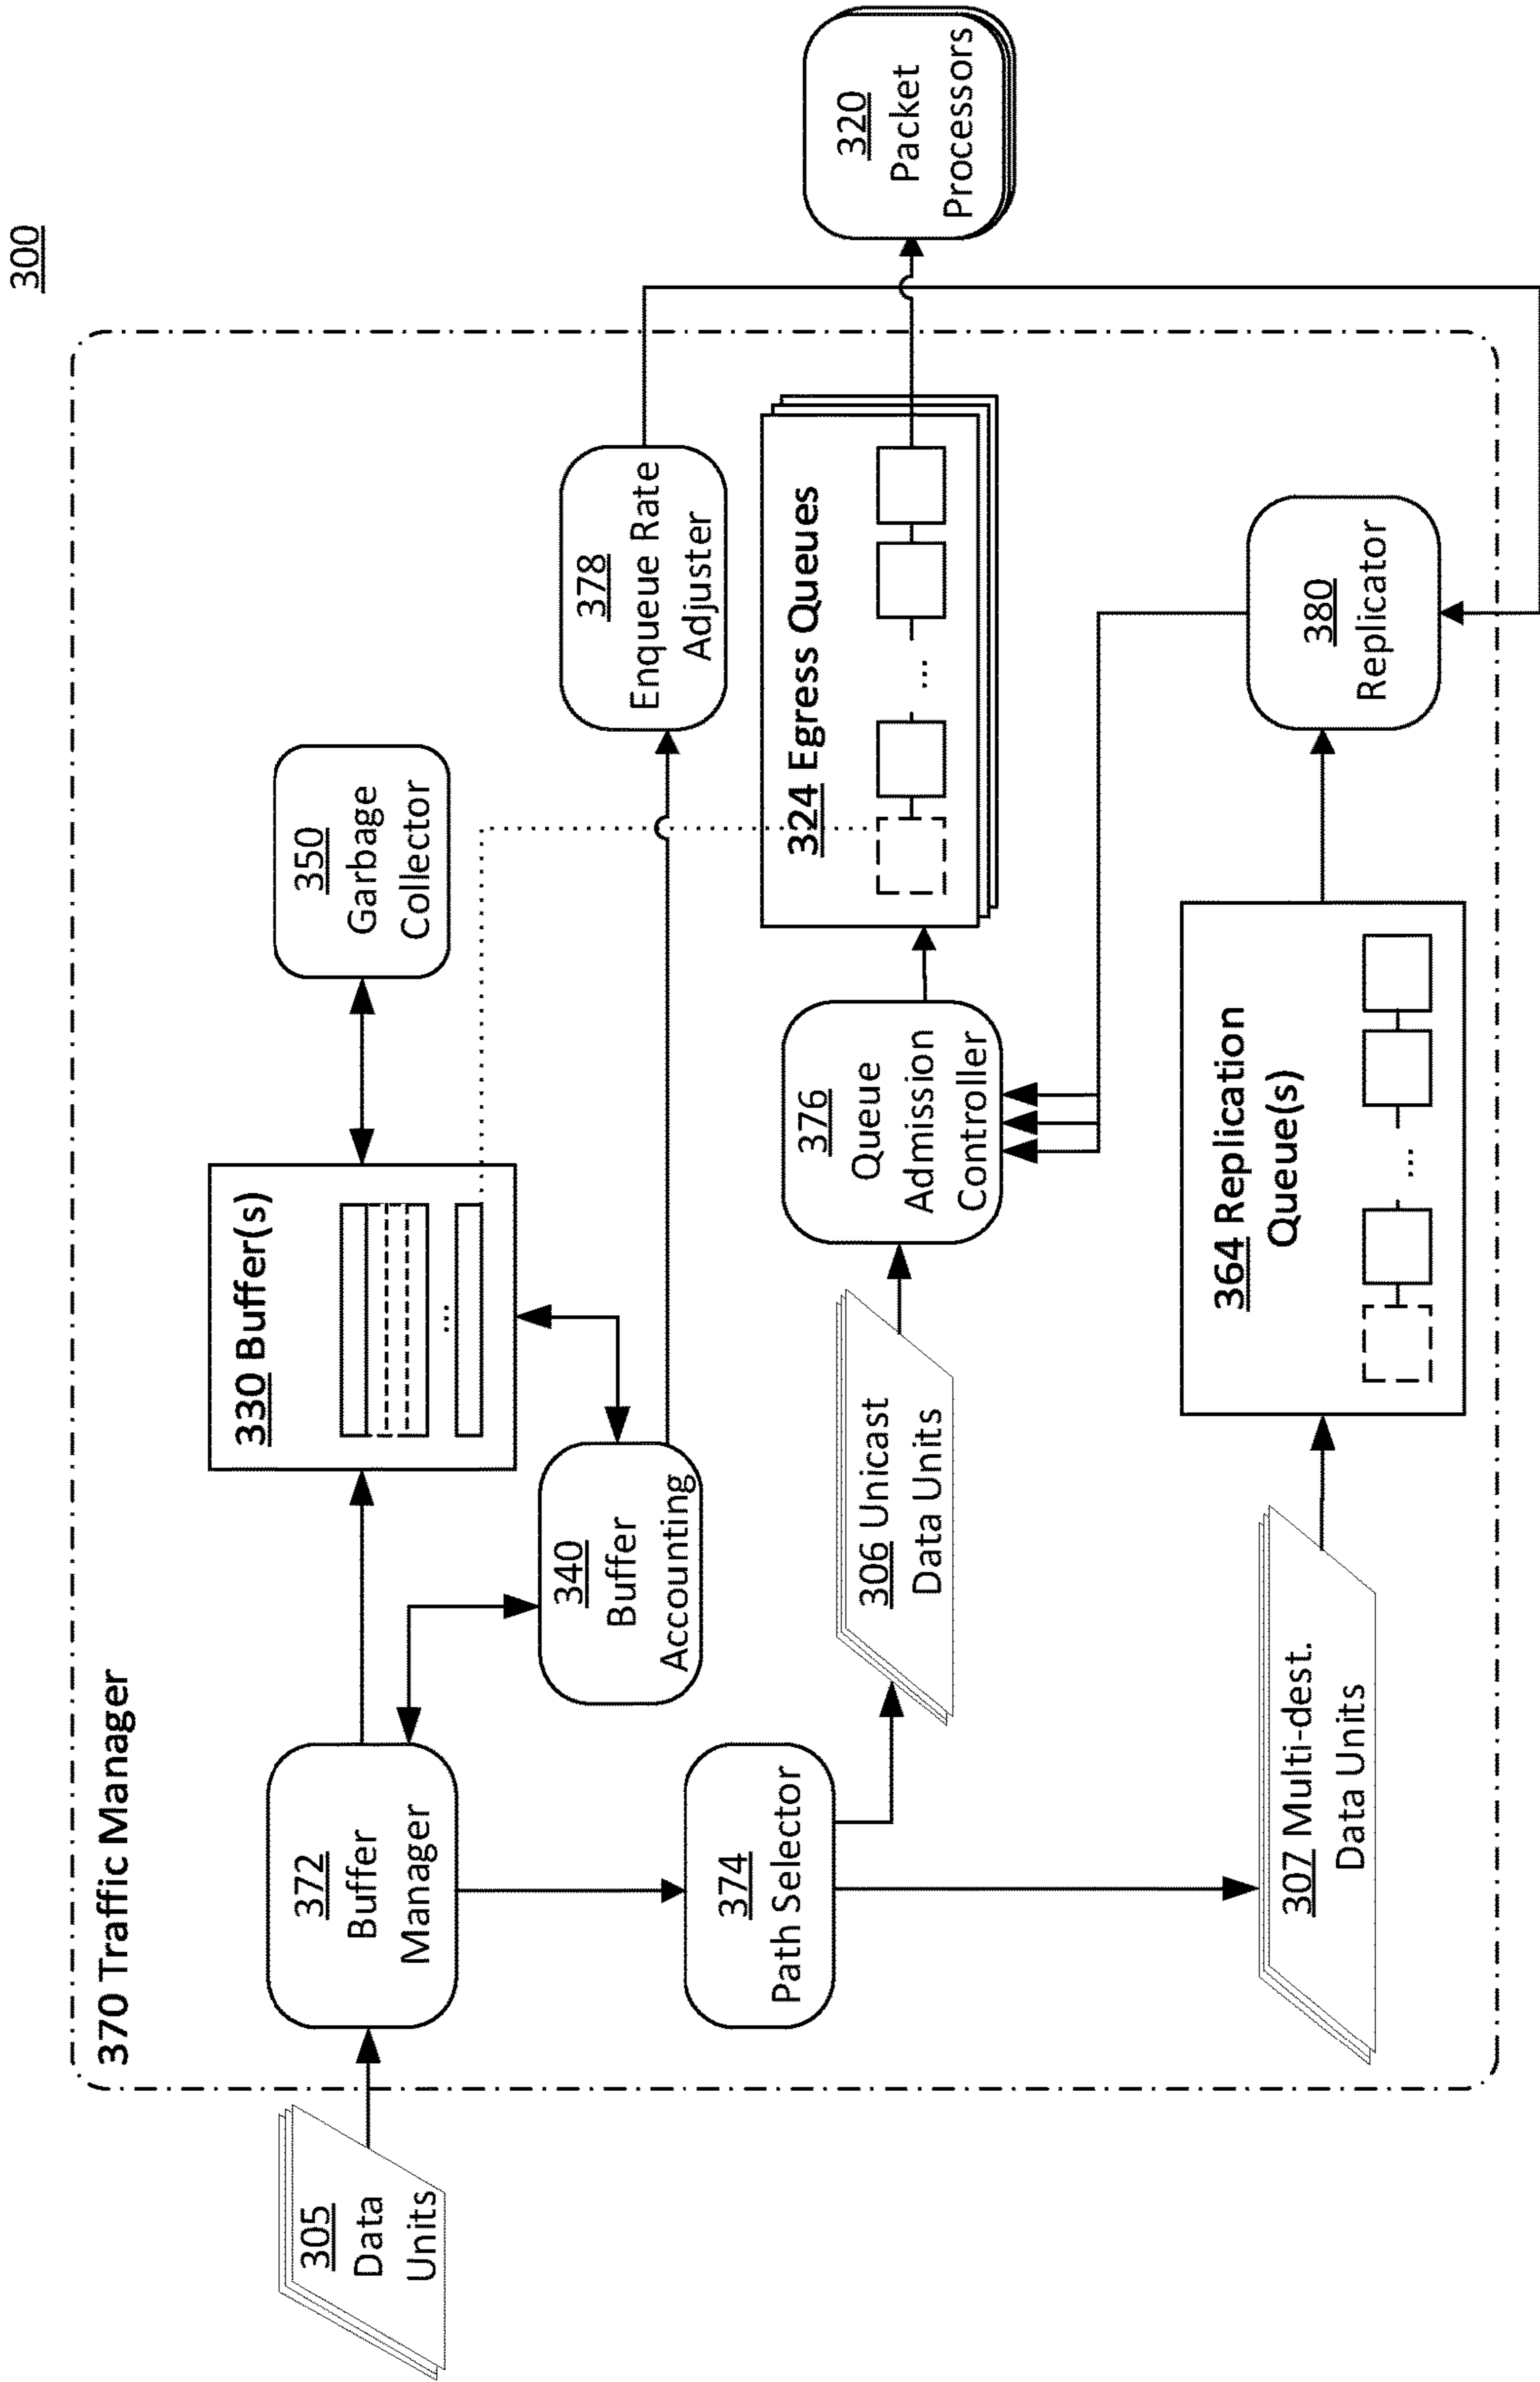 300
370 Traffic Manager
305
Data
Units
372
Buffer
Manager
330 Buffer(s)
...
350
Garbage
Collector
340
Buffer
Accounting
378
Enqueue Rate
Adjuster
374
Path Selector
306 Unicast
Data Units
376
Queue
Admission
Controller
324 Egress Queues
...
320
Packet
Processors
307 Multi-dest.
Data Units
364 Replication
Queue(s)
...
380
Replicator